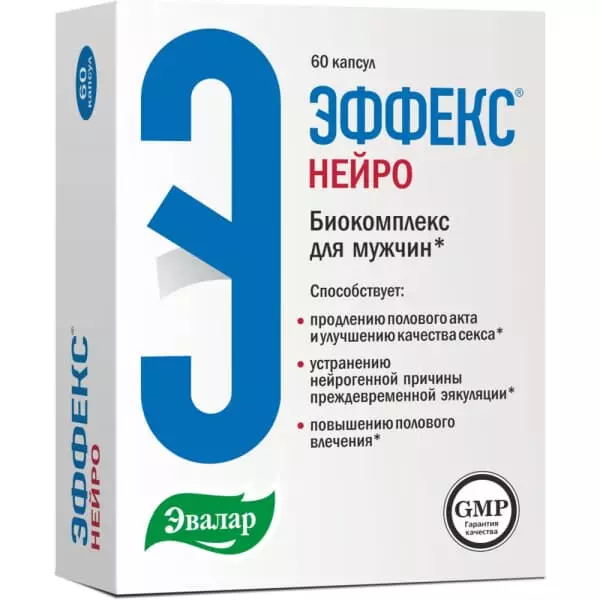 60
капсул
ЭФФЕКС
НЕЙРО
Э
60 капсул
ЭФФЕКС®
НЕЙРО
Биокомплекс
для мужчин*
Способствует:
• продлению полового акта
и улучшению качества секса*
• устранению
нейрогенной причины
преждевременной эякуляции*
• повышению полового
влечения*
Эвалар
GMP
Гарантия
качества